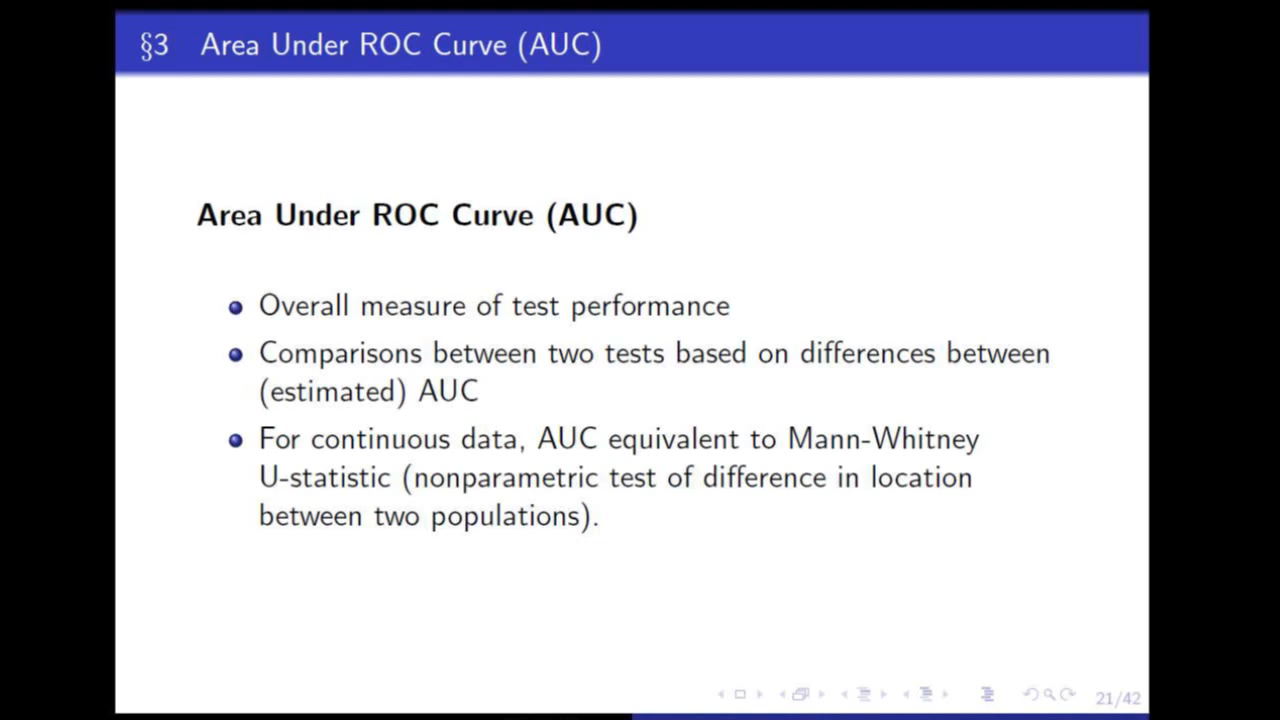 §3 Area Under ROC Curve (AUC)
Area Under ROC Curve (AUC)
Overall measure of test performance
Comparisons between two tests based on differences between
(estimated) AUC
For continuous data, AUC equivalent to Mann-Whitney
U-statistic (nonparametric test of difference in location
between two populations).
21/42